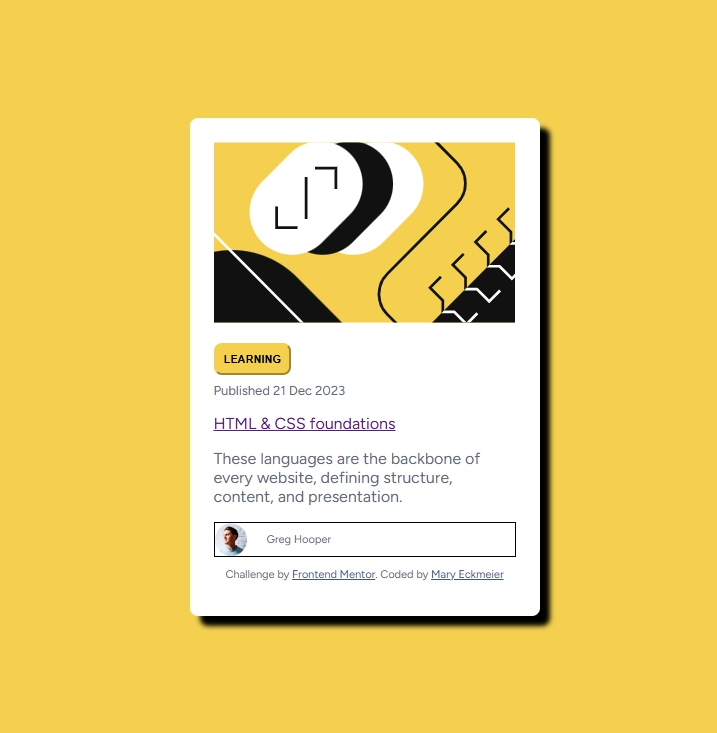 LEARNING
Published 21 Dec 2023
HTML & CSS foundations
These languages are the backbone of
every website, defining structure,
content, and presentation.
Greg Hooper
Challenge by Frontend Mentor. Coded by Mary Eckmeier